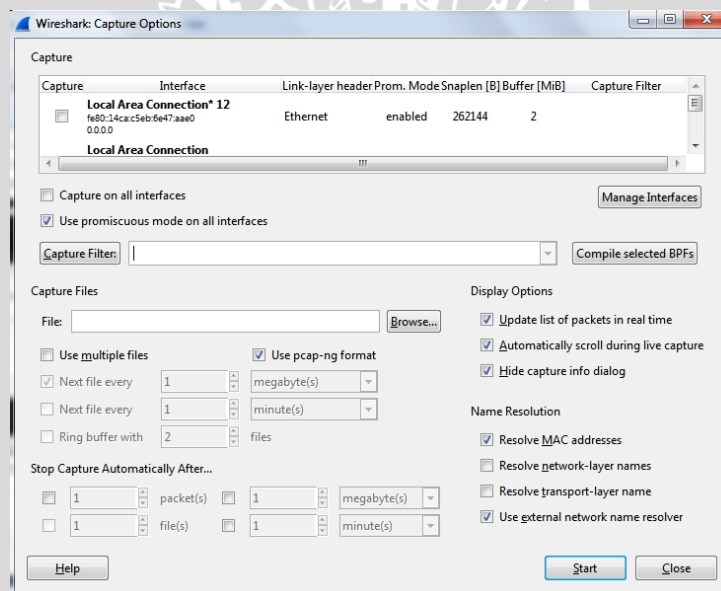 Wireshark: Capture Options
Capture
Capture Interface Link-layer header Prom. Mode Snaplen [B] Buffer [MiB] Capture Filter
Local Area Connection* 12
fe80::14ca:c5eb:6e47:aae0 Ethernet enabled 262144 2
0.0.0.0
Local Area Connection
Capture on all interfaces Manage Interfaces
Use promiscuous mode on all interfaces
Capture Filter: Compile selected BPFs
Capture Files
File: Browse...
Use multiple files Use pcap-ng format
Next file every 1 megabyte(s)
Next file every 1 minute(s)
Ring buffer with 2 files
Stop Capture Automatically After...
1 packet(s) 1 megabyte(s)
1 file(s) 1 minute(s)
Display Options
Update list of packets in real time
Automatically scroll during live capture
Hide capture info dialog
Name Resolution
Resolve MAC addresses
Resolve network-layer names
Resolve transport-layer name
Use external network name resolver
Help Start Close